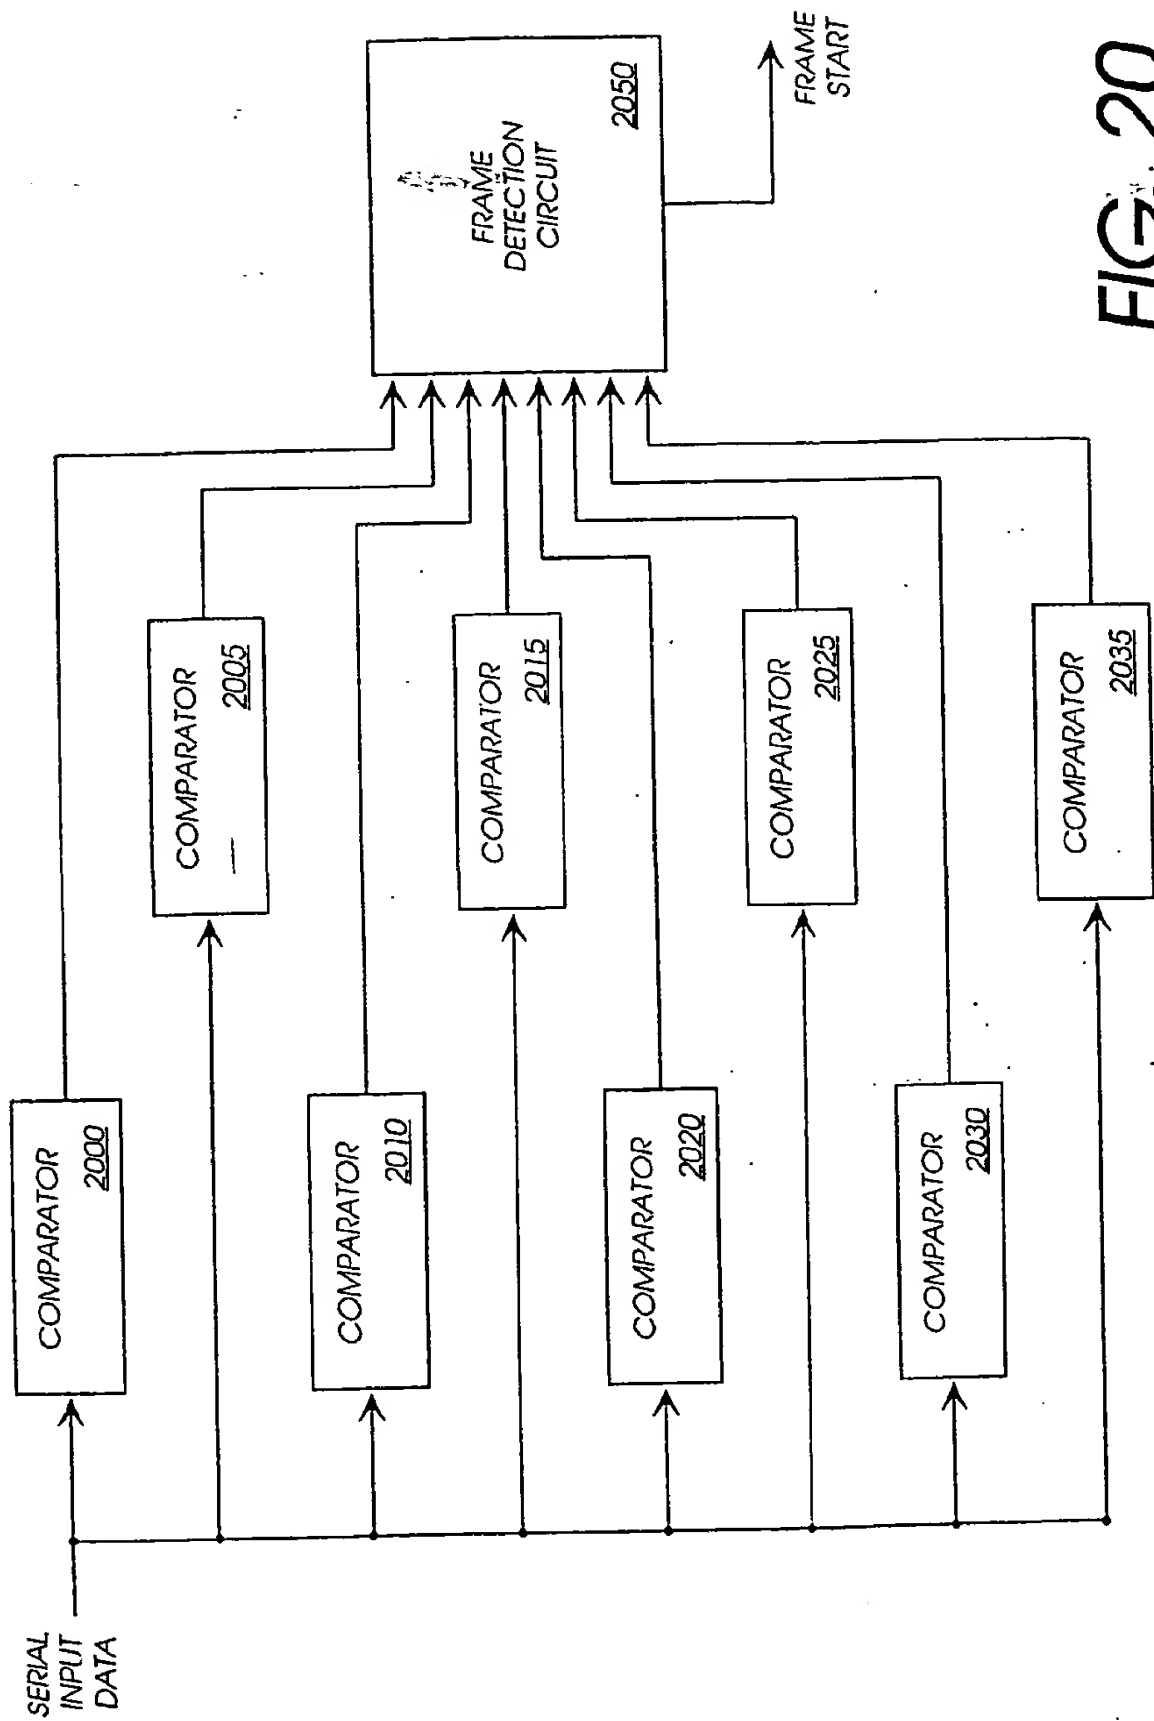 SERIAL
INPUT
DATA
COMPARATOR
2000
COMPARATOR
2005
COMPARATOR
2010
COMPARATOR
2015
COMPARATOR
2020
COMPARATOR
2025
COMPARATOR
2030
COMPARATOR
2035
FRAME
DETECTION
CIRCUIT
2050
FRAME
START
FIG. 20